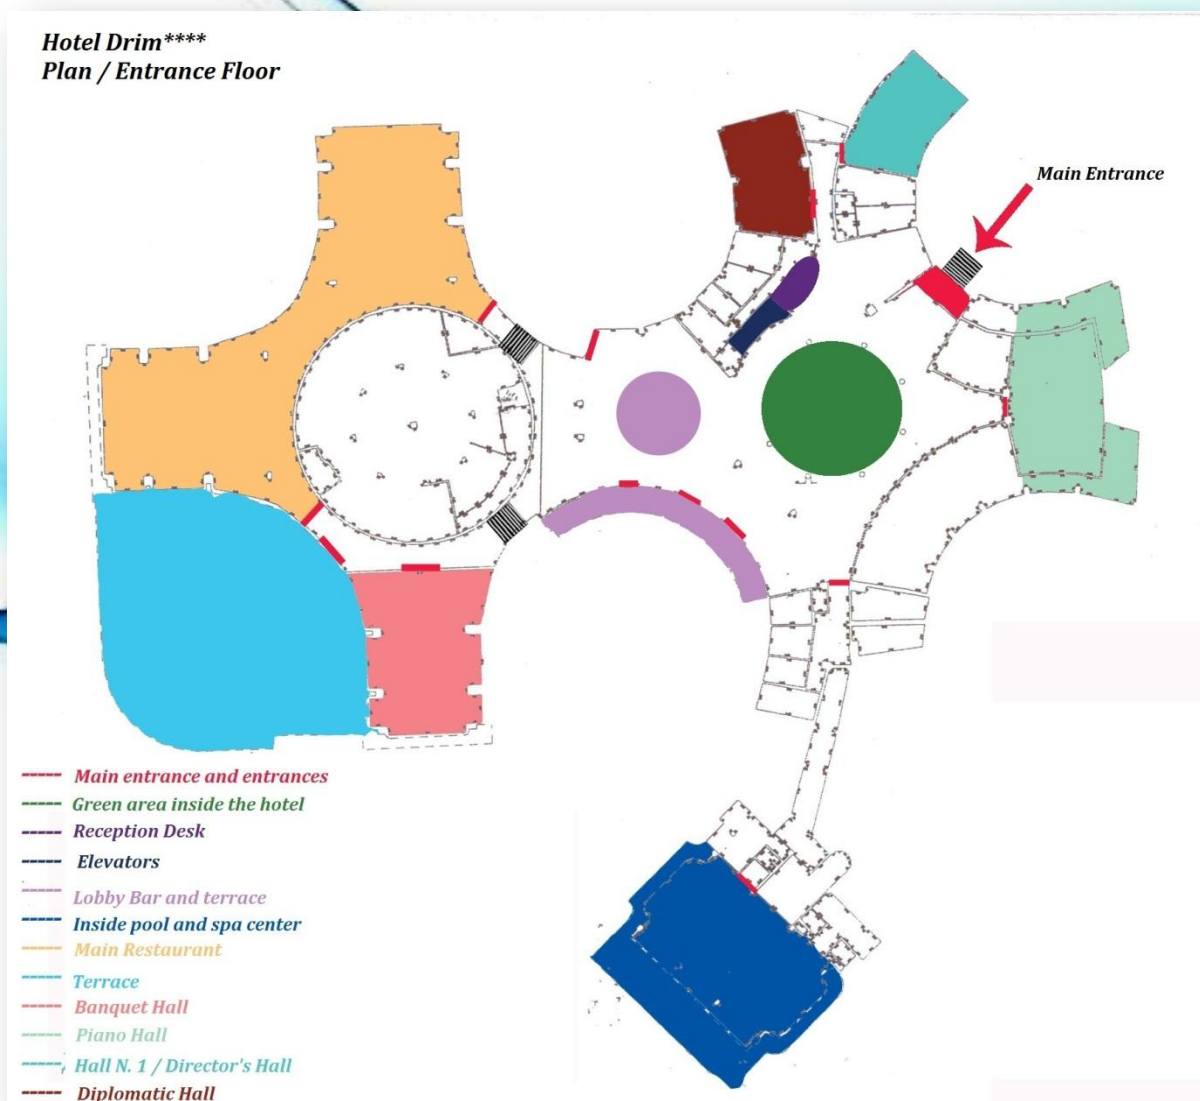 Hotel Drim****
Plan / Entrance Floor
Main Entrance
Main entrance and entrances
Green area inside the hotel
Reception Desk
Elevators
Lobby Bar and terrace
Inside pool and spa center
Main Restaurant
Terrace
Banquet Hall
Piano Hall
Hall N. 1 / Director's Hall
Diplomatic Hall